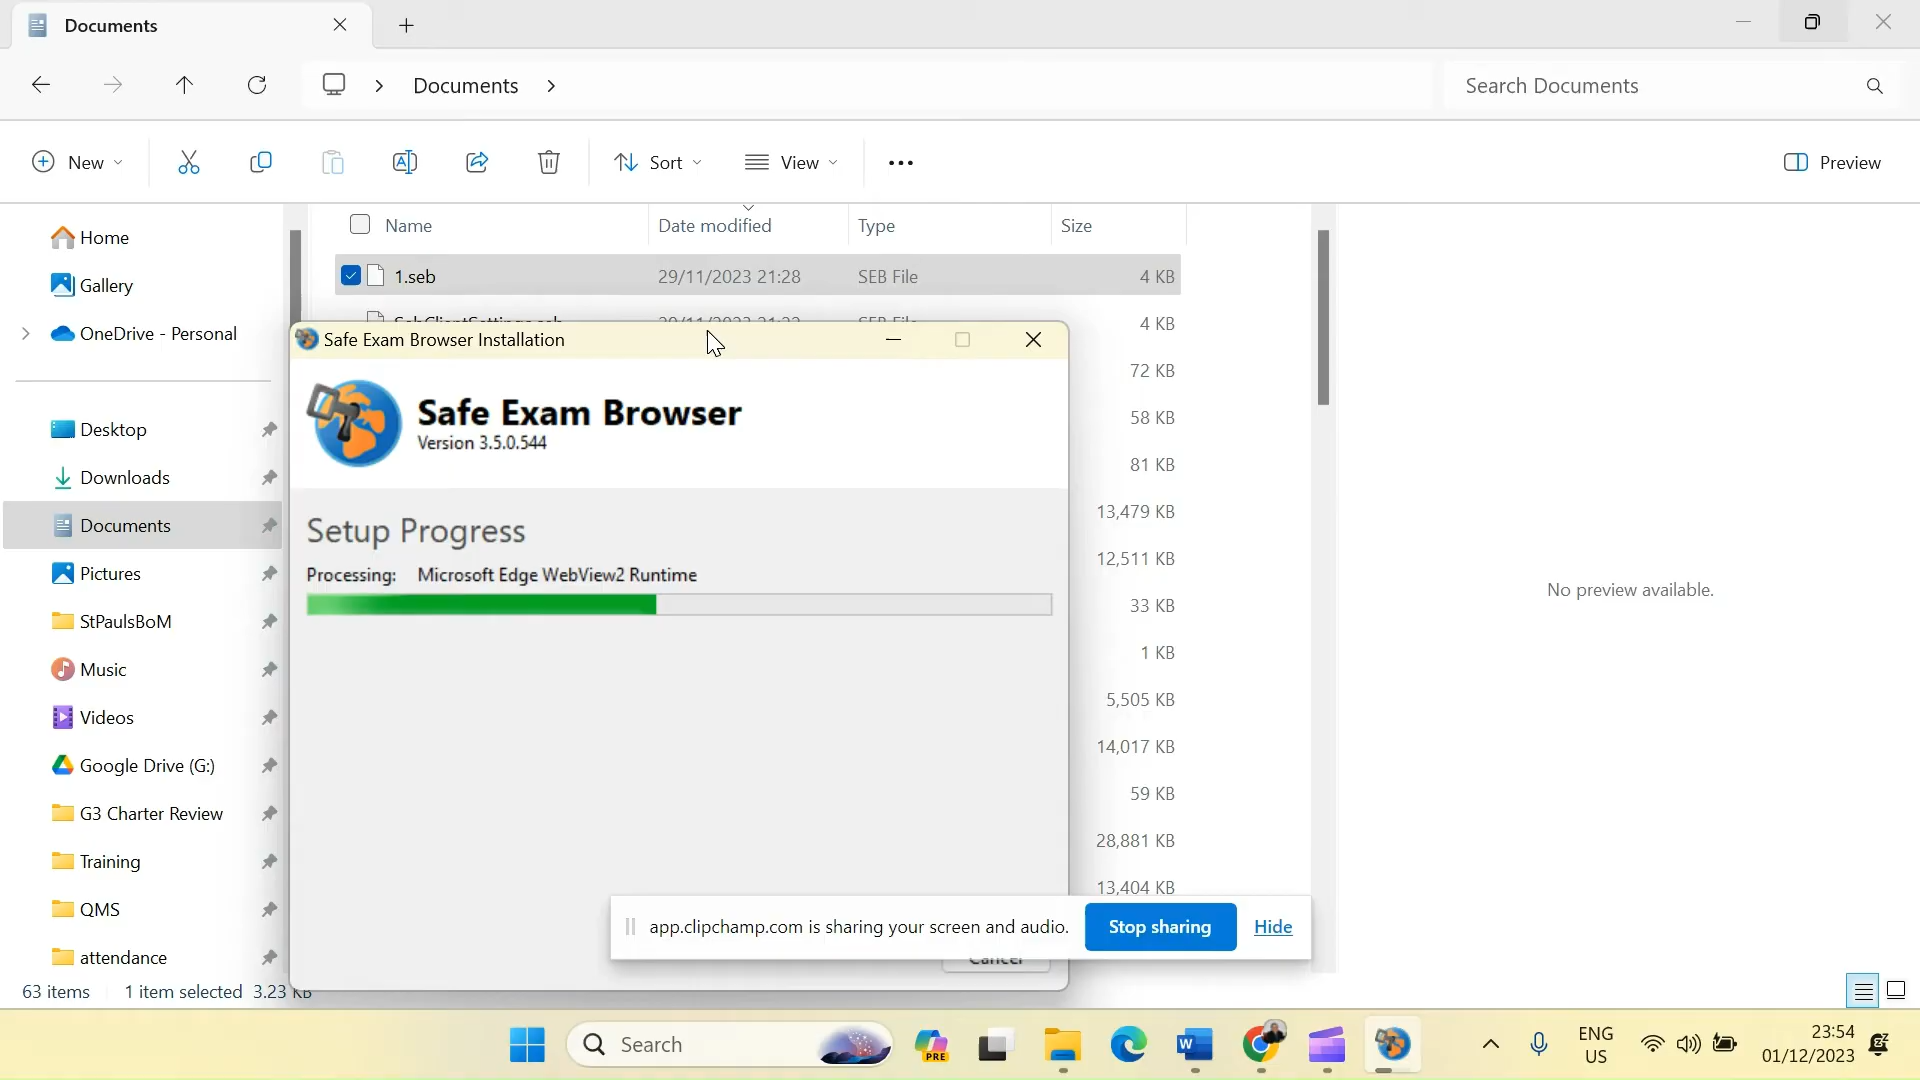 Documents
Documents
Search Documents
New
Sort
View
Preview
Home
Gallery
OneDrive - Personal
Desktop
Downloads
Documents
Pictures
StPaulsBoM
Music
Videos
Google Drive (G:)
G3 Charter Review
Training
QMS
attendance
Name Date modified Type Size
1.seb 29/11/2023 21:28 SEB File 4 KB
4 KB
72 KB
58 KB
81 KB
13,479 KB
12,511 KB
33 KB
1 KB
5,505 KB
14,017 KB
59 KB
28,881 KB
13,404 KB
Safe Exam Browser Installation
Safe Exam Browser
Version 3.5.0.544
Setup Progress
Processing: Microsoft Edge WebView2 Runtime
Cancel
No preview available.
app.clipchamp.com is sharing your screen and audio.
Stop sharing
Hide
63 items 1 item selected 3.23 KB
Search
PRE
W
ENG
US
23:54
01/12/2023